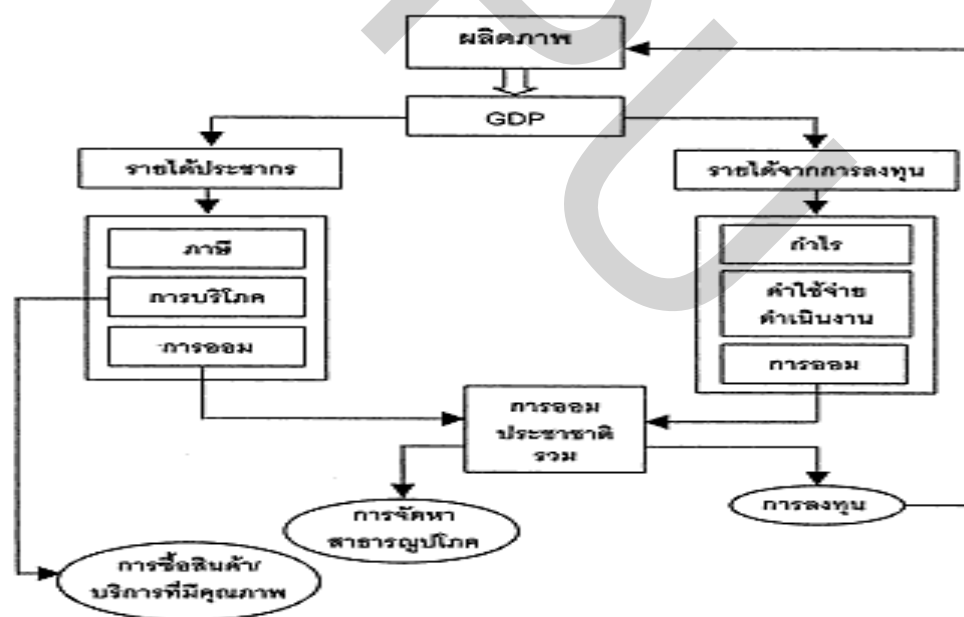 ผลิตภาพ
GDP
รายได้ประชากร
รายได้จากการลงทุน
ภาษี
การบริโภค
การออม
กำไร
ค่าใช้จ่าย
ดำเนินงาน
การออม
การออม
ประชาชาติ
รวม
การจัดหา
สาธารญปโภค
การลงทุน
การซื้อสินค้า/
บริการที่มีคุณภาพ